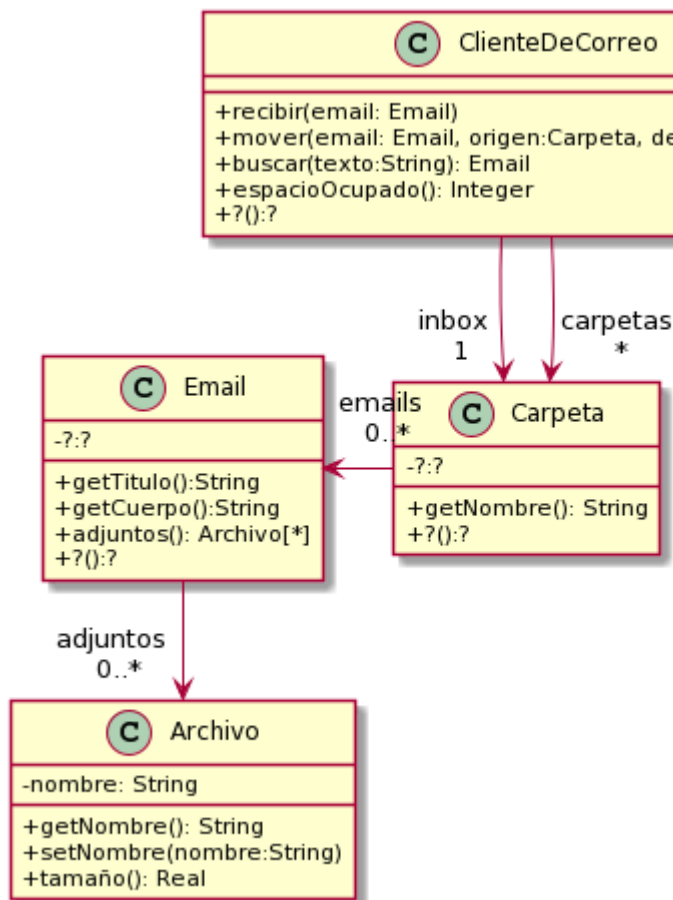 C ClienteDeCorreo
+recibir(email: Email)
+mover(email: Email, origen:Carpeta, de
+buscar(texto:String): Email
+espacioOcupado(): Integer
+?():?
inbox
1
carpetas
*
C Email
-?:?
+getTitulo():String
+getCuerpo():String
+adjuntos(): Archivo[*]
+?():?
emails
0..*
C Carpeta
-?:?
+getNombre(): String
+?():?
adjuntos
0..*
C Archivo
-nombre: String
+getNombre(): String
+setNombre(nombre:String)
+tamaño(): Real